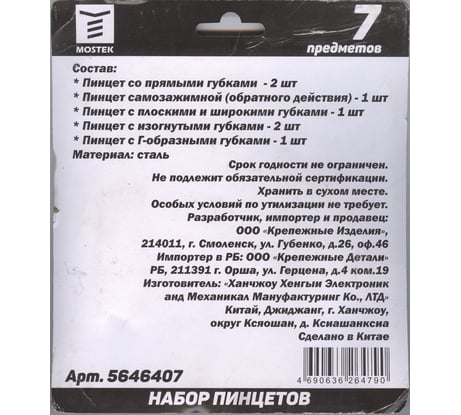 MOSTEK
7
предметов
Состав:
* Пинцет со прямыми губками - 2 шт
* Пинцет самозажимной (обратного действия) - 1 шт
* Пинцет с плоскими и широкими губками - 1 шт
* Пинцет с изогнутыми губками - 2 шт
* Пинцет с Г-образными губками - 1 шт
Материал: сталь
Срок годности не ограничен.
Не подлежит обязательной сертификации.
Хранить в сухом месте.
Особых условий по утилизации не требует.
Разработчик, импортер и продавец:
ООО «Крепежные Изделия»,
214011, г. Смоленск, ул. Губенко, д.26, оф.46
Импортер в РБ: ООО «Крепежные Детали»
РБ, 211391 г. Орша, ул. Герцена, д.4 ком.19
Изготовитель: «Ханчжоу Хенгыи Электроник
анд Механикал Мануфактуринг Ко., ЛТД»
Китай, Джиджанг, г. Ханчжоу,
округ Ксяошан, д. Ксиашанксиа
Сделано в Китае
4 690636 264790
Арт. 5646407
НАБОР ПИНЦЕТОВ